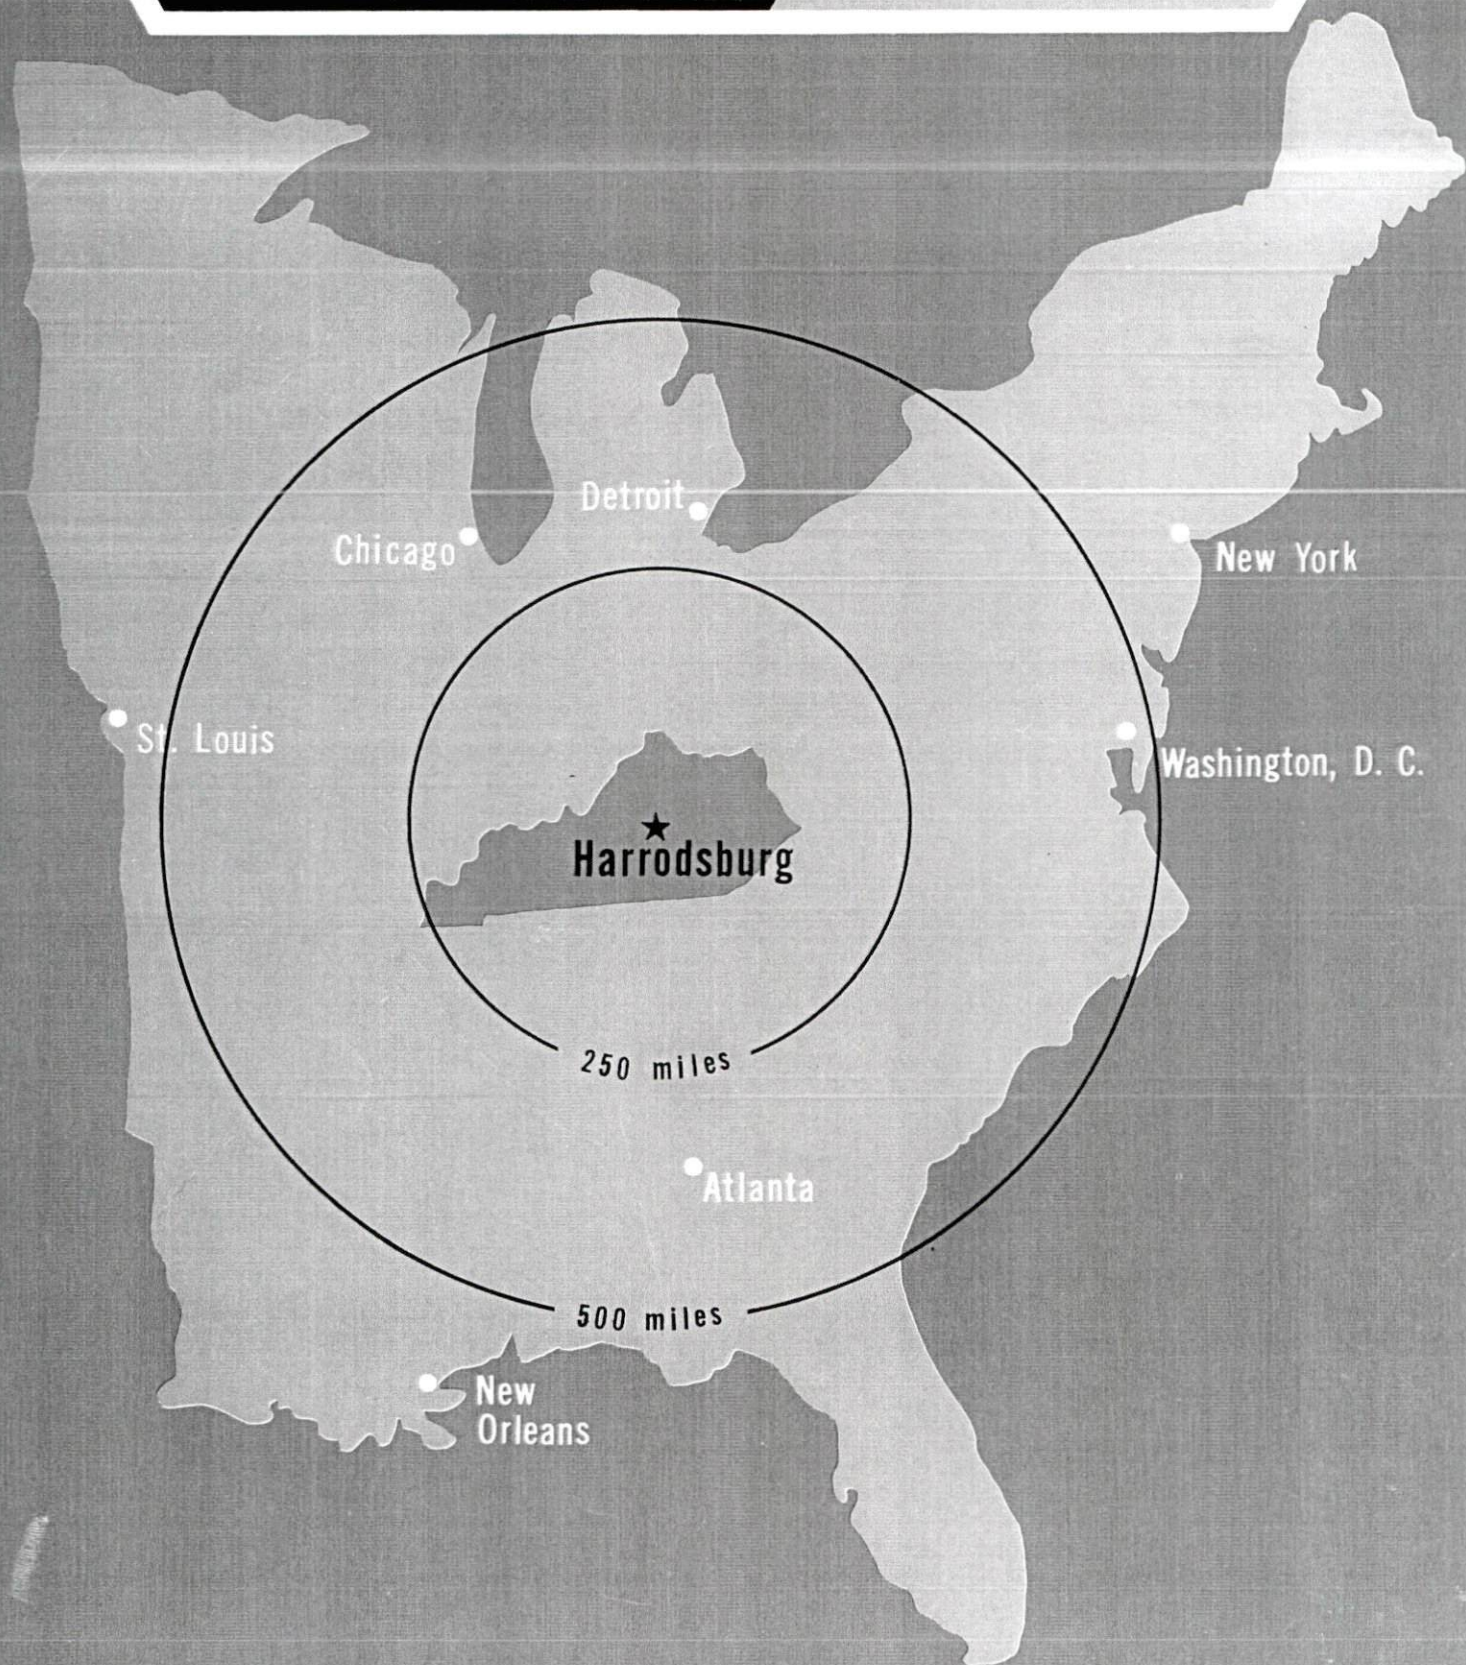 Detroit
Chicago
New York
St. Louis
Washington, D. C.
Harrodsburg
250 miles
Atlanta
500 miles
New
Orleans